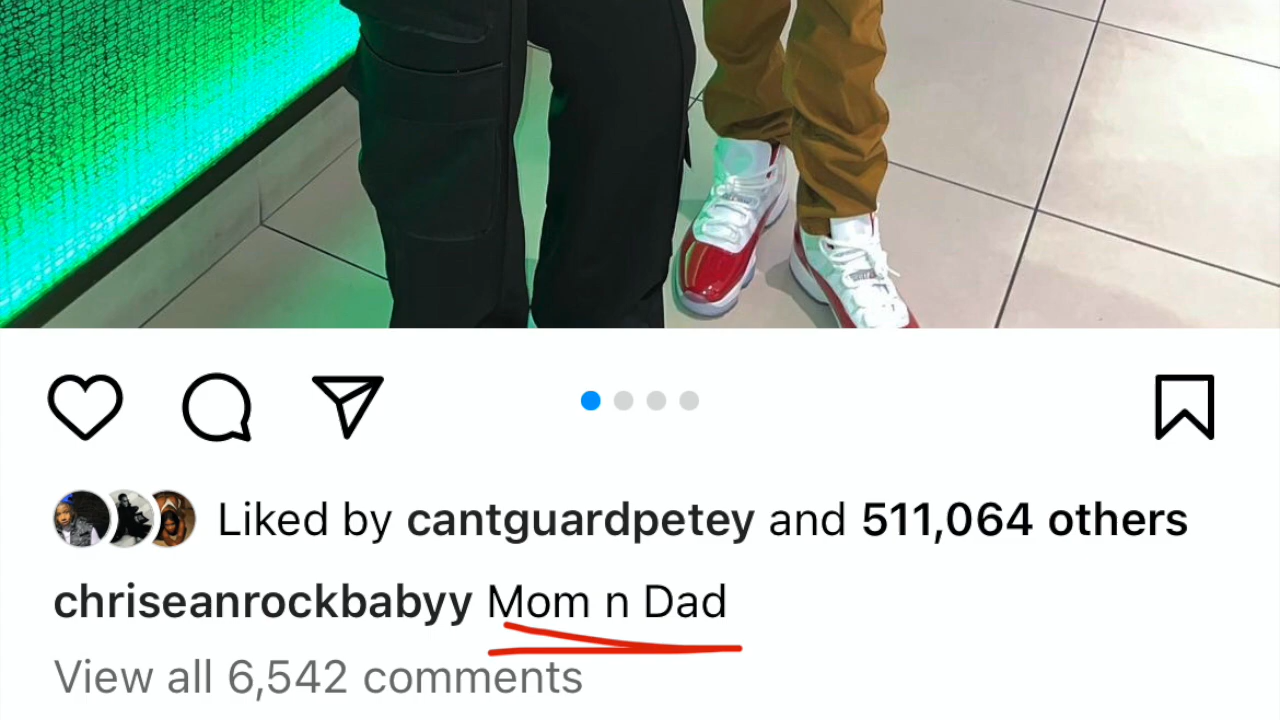 Liked by cantguardpetey and 511,064 others
chriseanrockbabyy Mom n Dad
View all 6,542 comments